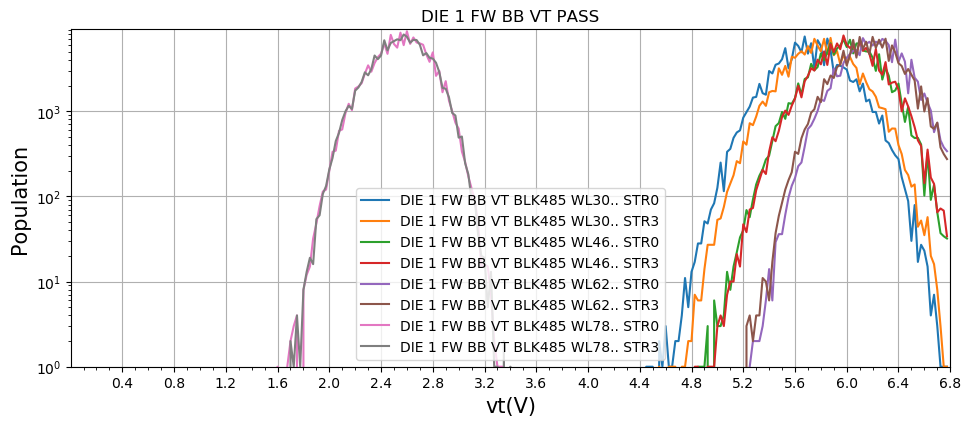 DIE 1 FW BB VT PASS
Population
10³
10²
10¹
10⁰
DIE 1 FW BB VT BLK485 WL30.. STR0
DIE 1 FW BB VT BLK485 WL30.. STR3
DIE 1 FW BB VT BLK485 WL46.. STR0
DIE 1 FW BB VT BLK485 WL46.. STR3
DIE 1 FW BB VT BLK485 WL62.. STR0
DIE 1 FW BB VT BLK485 WL62.. STR3
DIE 1 FW BB VT BLK485 WL78.. STR0
DIE 1 FW BB VT BLK485 WL78.. STR3
0.4 0.8 1.2 1.6 2.0 2.4 2.8 3.2 3.6 4.0 4.4 4.8 5.2 5.6 6.0 6.4 6.8
vt(V)